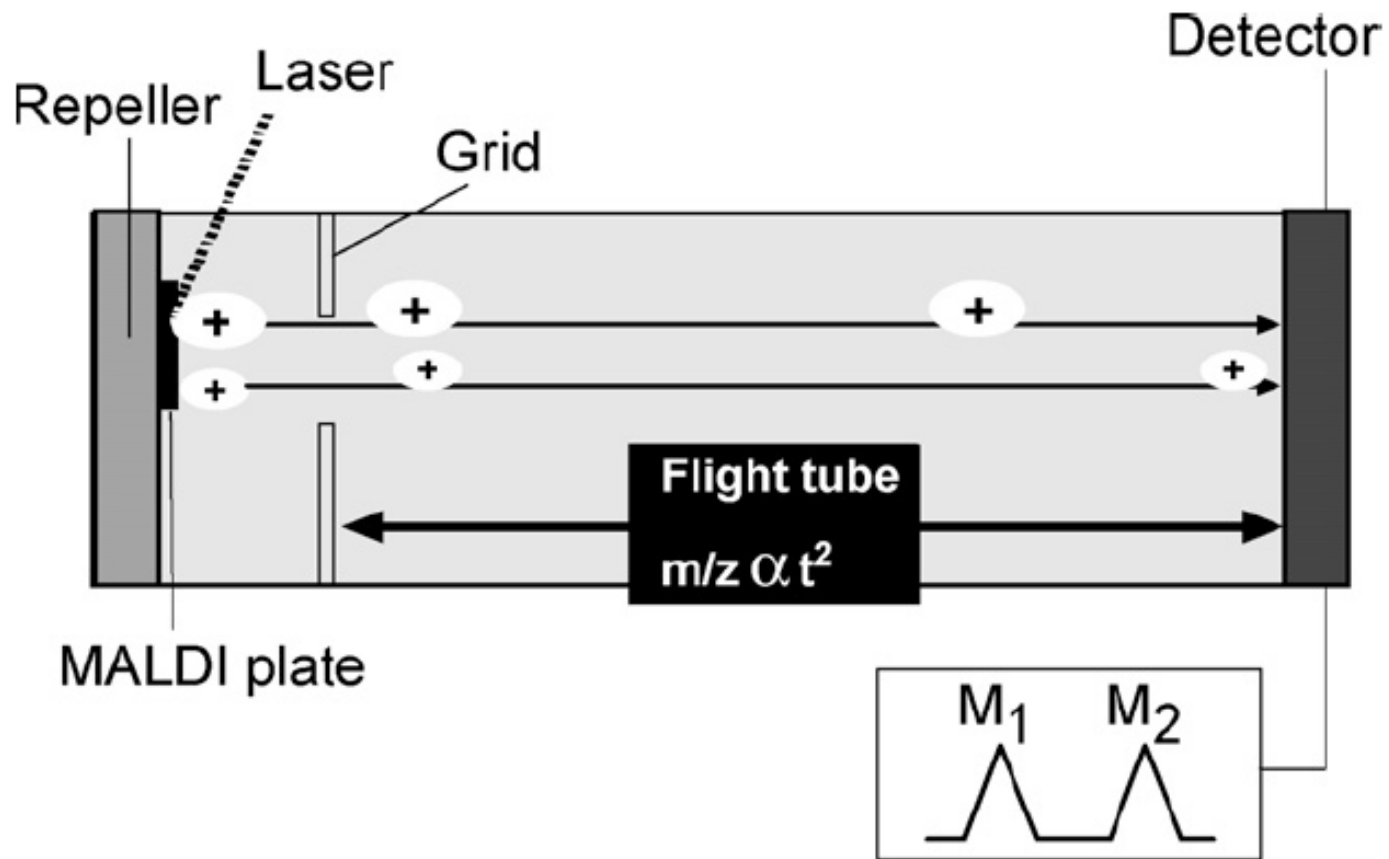 Detector
Laser
Repeller
Grid
+
+
+
+
+
+
Flight tube
m/z α t²
MALDI plate
M₁ M₂